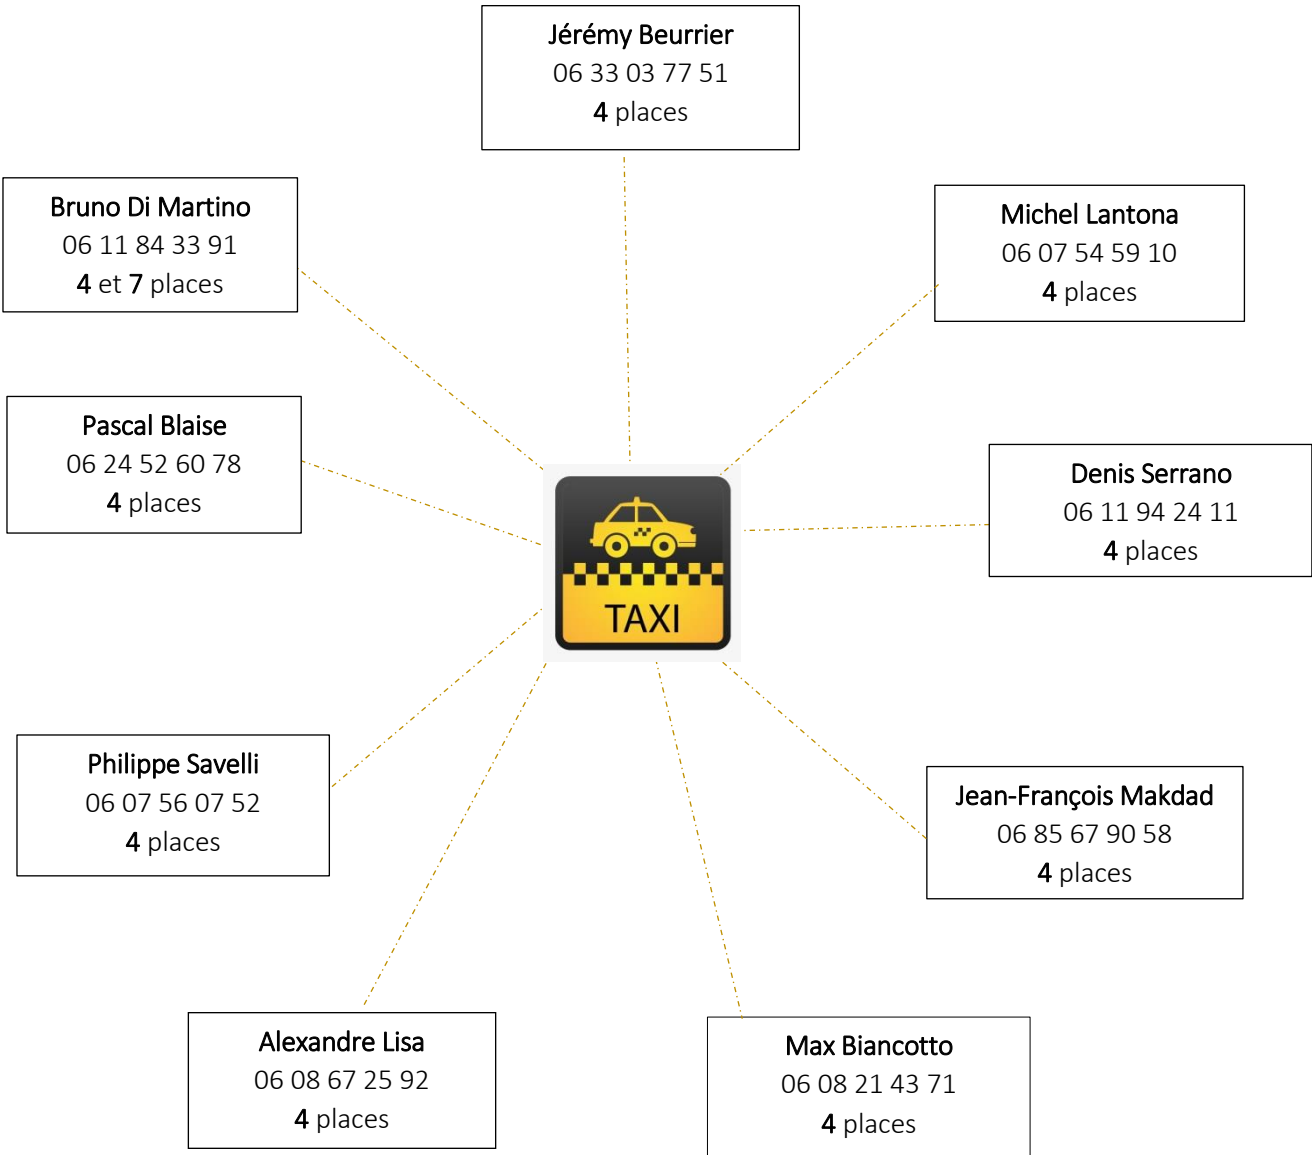 Jérémy Beurrier
06 33 03 77 51
4 places
Bruno Di Martino
06 11 84 33 91
4 et 7 places
Michel Lantona
06 07 54 59 10
4 places
Pascal Blaise
06 24 52 60 78
4 places
Denis Serrano
06 11 94 24 11
4 places
TAXI
Philippe Savelli
06 07 56 07 52
4 places
Jean-François Makdad
06 85 67 90 58
4 places
Alexandre Lisa
06 08 67 25 92
4 places
Max Biancotto
06 08 21 43 71
4 places